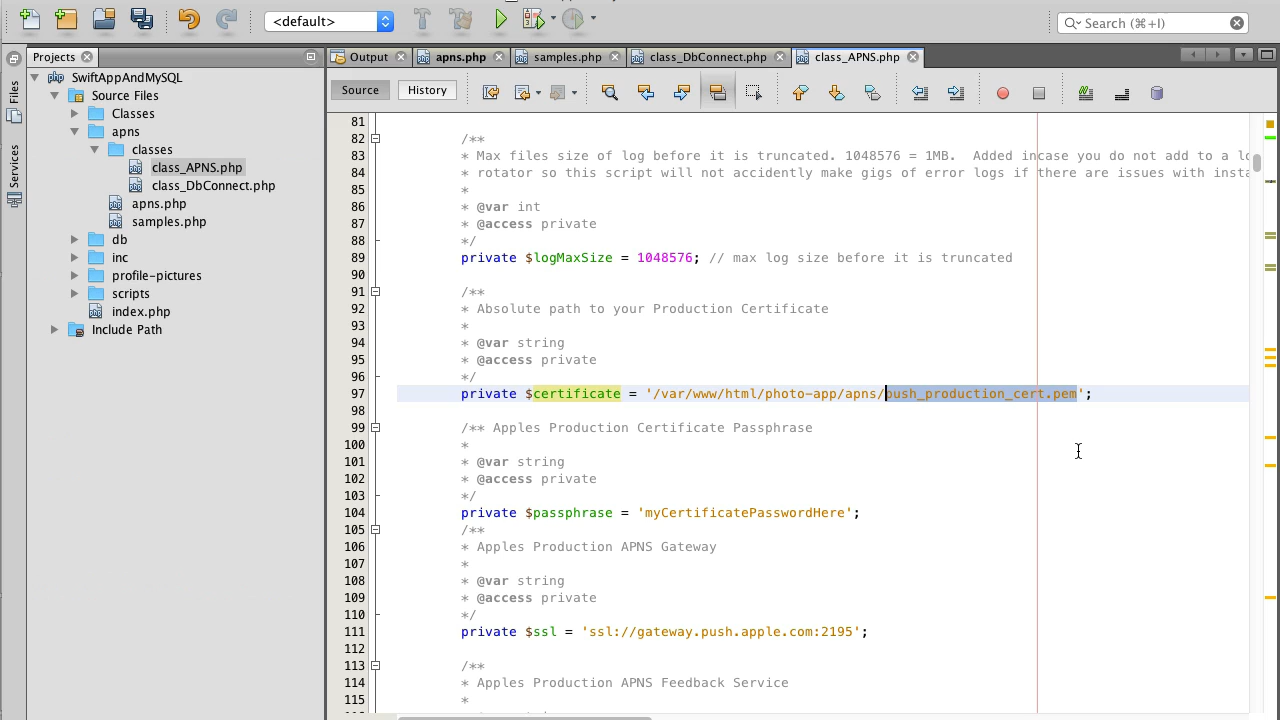 <default>
Search (⌘+I)
Projects
Files
Services
SwiftAppAndMySQL
Source Files
Classes
apns
classes
class_APNS.php
class_DbConnect.php
apns.php
samples.php
db
inc
profile-pictures
scripts
index.php
Include Path
Output
apns.php
samples.php
class_DbConnect.php
class_APNS.php
Source
History
81
82 /**
83 * Max files size of log before it is truncated. 1048576 = 1MB.  Added incase you do not add to a lo
84 * rotator so this script will not accidently make gigs of error logs if there are issues with insta
85 *
86 * @var int
87 * @access private
88 */
89 private $logMaxSize = 1048576; // max log size before it is truncated
90
91 /**
92 * Absolute path to your Production Certificate
93 *
94 * @var string
95 * @access private
96 */
97 private $certificate = '/var/www/html/photo-app/apns/push_production_cert.pem';
98
99 /** Apples Production Certificate Passphrase
100 *
101 * @var string
102 * @access private
103 */
104 private $passphrase = 'myCertificatePasswordHere';
105 /**
106 * Apples Production APNS Gateway
107 *
108 * @var string
109 * @access private
110 */
111 private $ssl = 'ssl://gateway.push.apple.com:2195';
112
113 /**
114 * Apples Production APNS Feedback Service
115 *